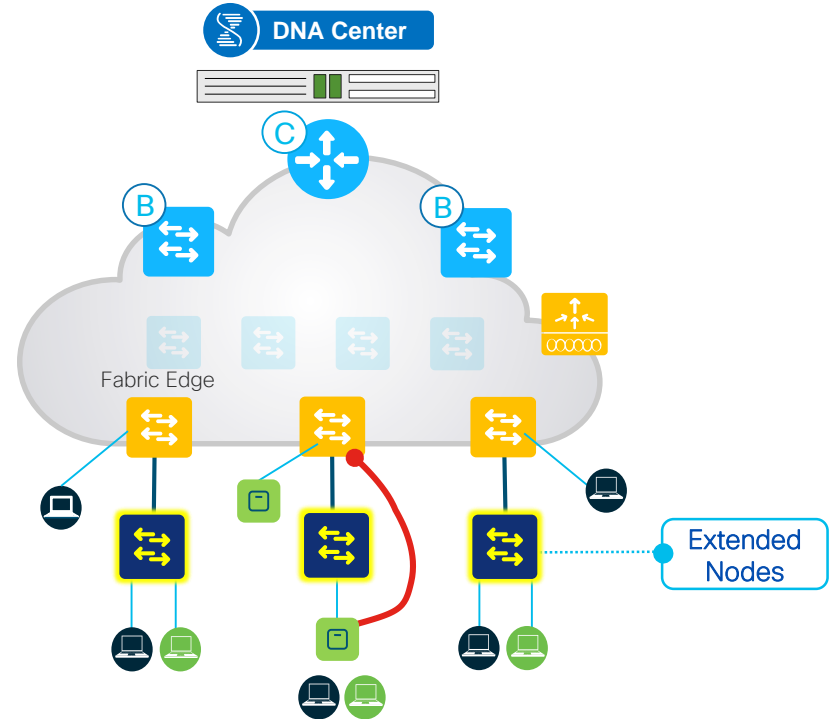 DNA Center
C
B
B
Fabric Edge
Extended
Nodes